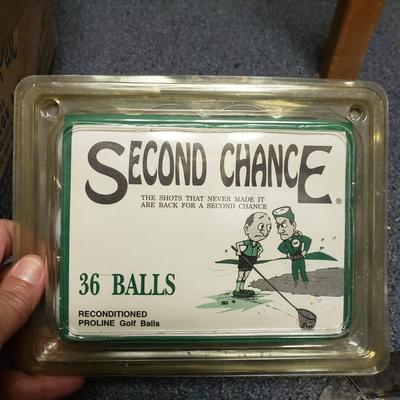 SECOND CHANCE ®
THE SHOTS THAT NEVER MADE IT
ARE BACK FOR A SECOND CHANCE
36 BALLS
RECONDITIONED
PROLINE Golf Balls